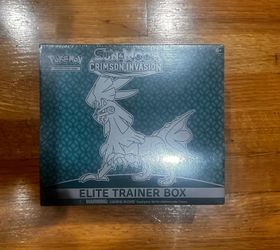 POKÉMON
SUN & MOON
CRIMSON INVASION
ELITE TRAINER BOX
WARNING